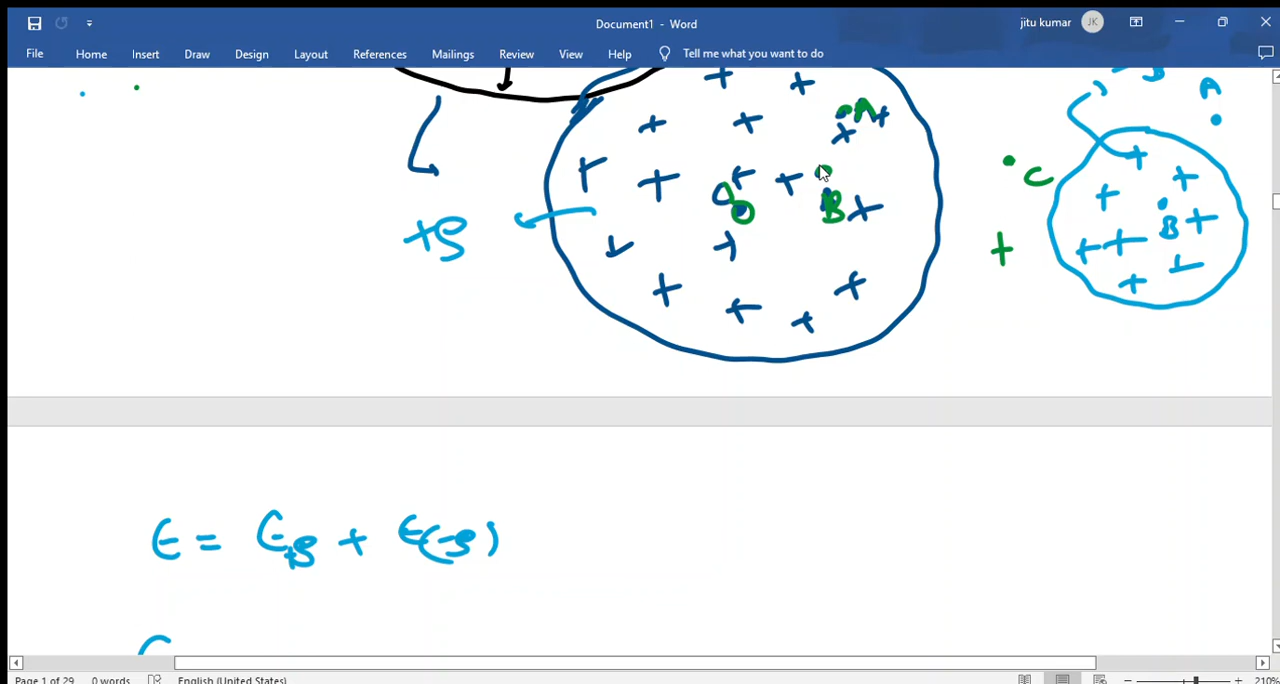 Document1 - Word
jitu kumar JK
File Home Insert Draw Design Layout References Mailings Review View Help Tell me what you want to do
A
A
C
B
B
+ρ
+
E = E+ρ + E(-ρ)
Page 1 of 29 0 words English (United States) 210%